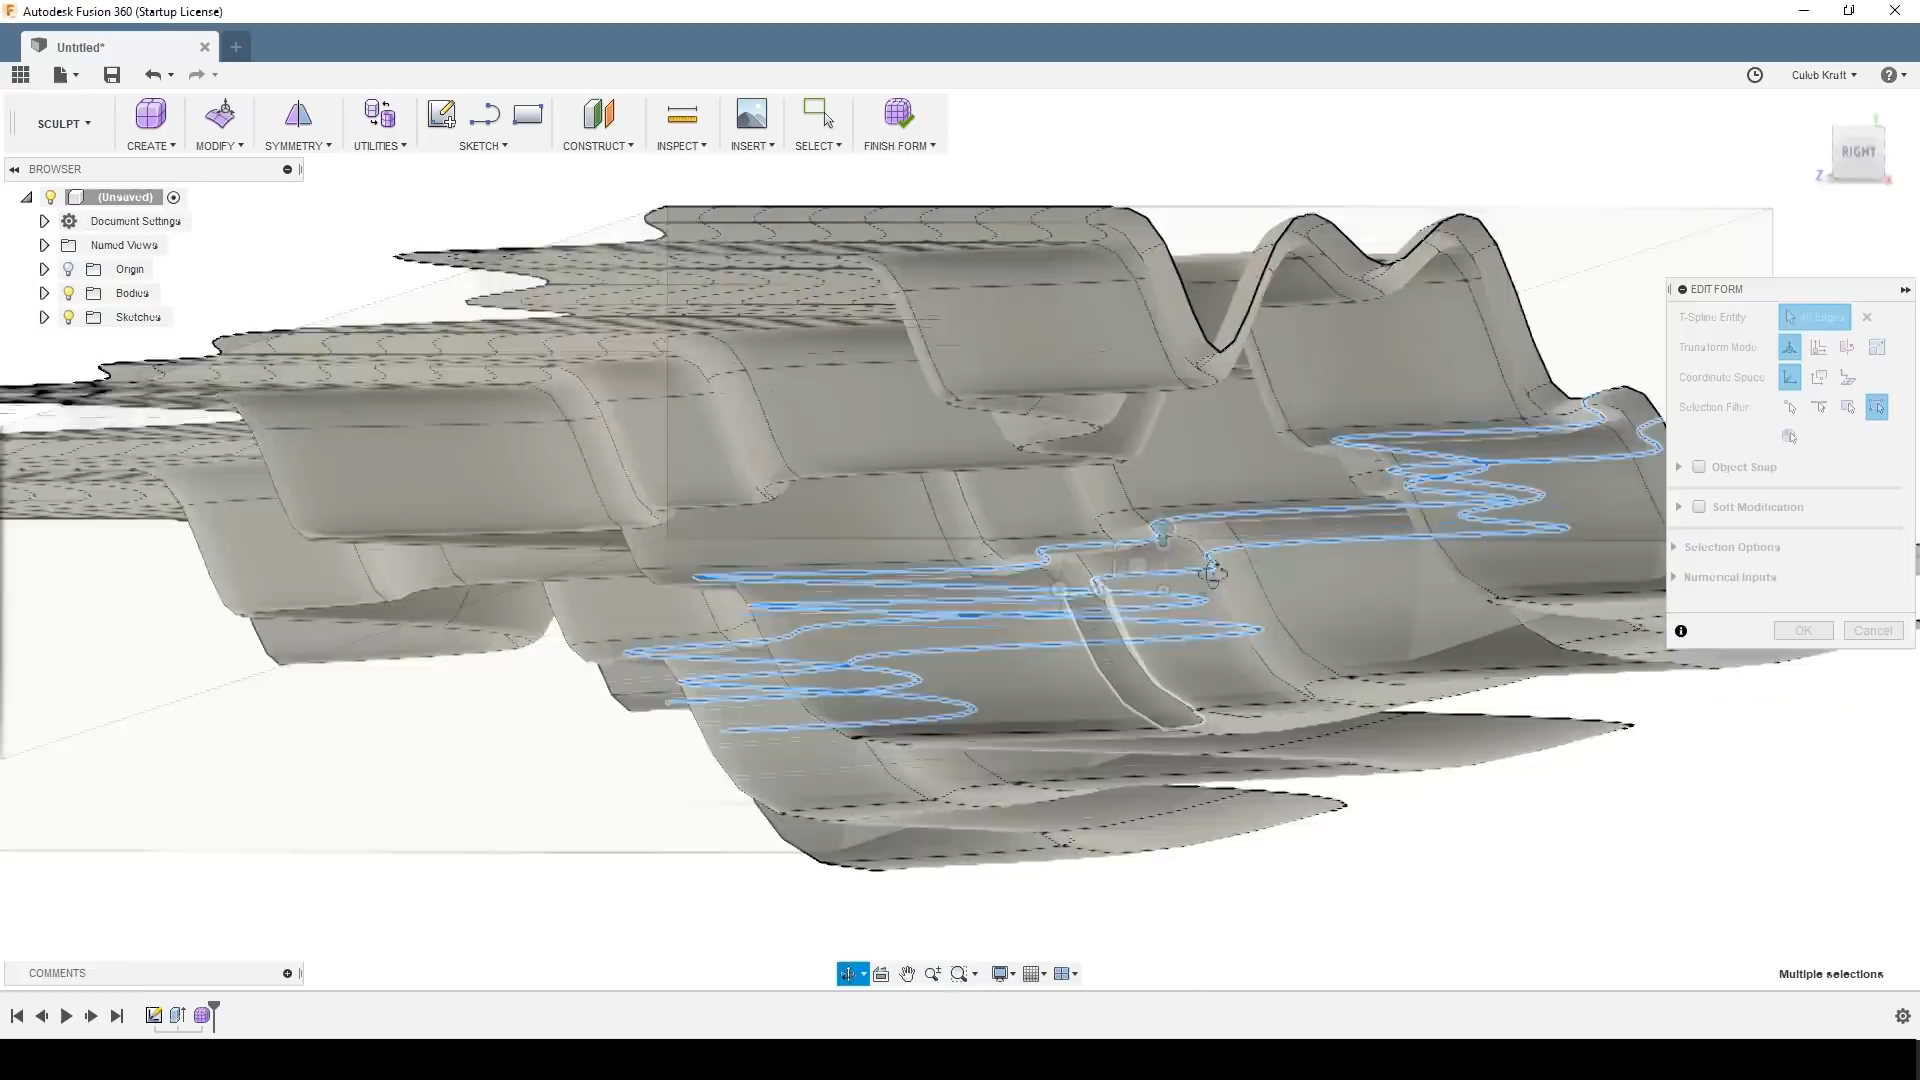 Autodesk Fusion 360 (Startup License)
Untitled*
Caleb Kraft
SCULPT
CREATE
MODIFY
SYMMETRY
UTILITIES
SKETCH
CONSTRUCT
INSPECT
INSERT
SELECT
FINISH FORM
RIGHT
Z
BROWSER
(Unsaved)
Document Settings
Named Views
Origin
Bodies
Sketches
EDIT FORM
T-Spline Entity
Transform Mode
Coordinate Space
Selection Filter
Object Snap
Soft Modification
Selection Options
Numerical Inputs
OK
Cancel
COMMENTS
Multiple selections